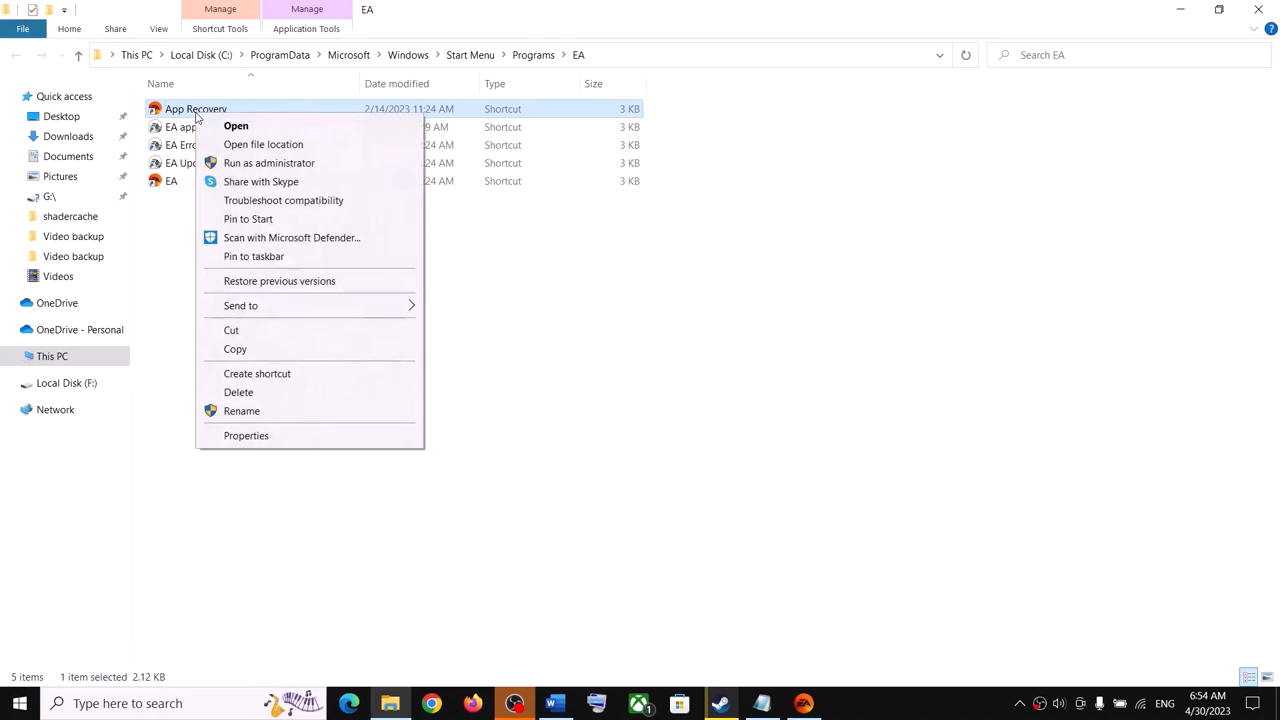 Manage
Manage
EA
File
Home
Share
View
Shortcut Tools
Application Tools
This PC
Local Disk (C:)
ProgramData
Microsoft
Windows
Start Menu
Programs
EA
Search EA
Name
Date modified
Type
Size
App Recovery
2/14/2023 11:24 AM
Shortcut
3 KB
EA app
9 AM
Shortcut
3 KB
EA Erro
:24 AM
Shortcut
3 KB
EA Upd
:24 AM
Shortcut
3 KB
EA
:24 AM
Shortcut
3 KB
Quick access
Desktop
Downloads
Documents
Pictures
G:\
shadercache
Video backup
Video backup
Videos
OneDrive
OneDrive - Personal
This PC
Local Disk (F:)
Network
Open
Open file location
Run as administrator
Share with Skype
Troubleshoot compatibility
Pin to Start
Scan with Microsoft Defender...
Pin to taskbar
Restore previous versions
Send to
Cut
Copy
Create shortcut
Delete
Rename
Properties
5 items
1 item selected 2.12 KB
Type here to search
1
ENG
6:54 AM
4/30/2023